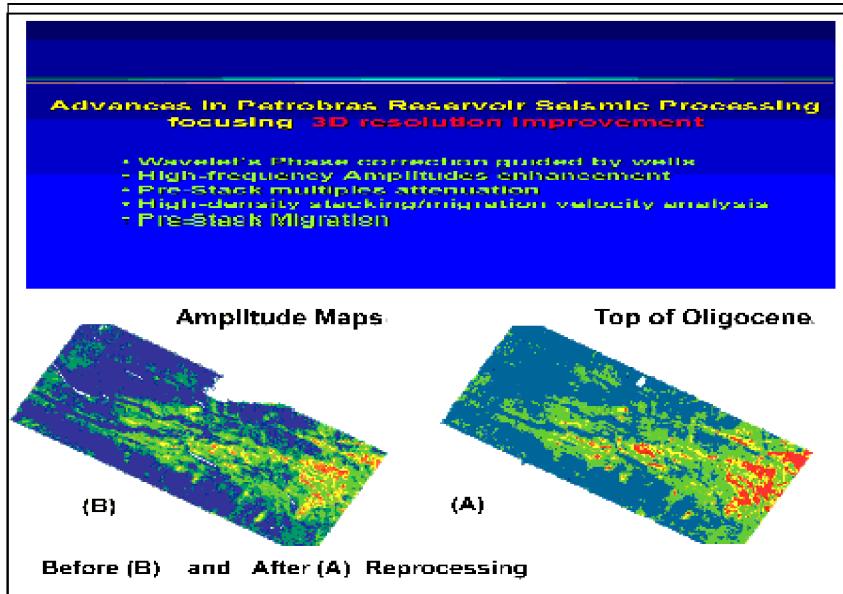 Advances in Petrobras Reservoir Seismic Processing
focusing 3D resolution improvement
• Wavelet's Phase correction guided by wells
• High-frequency Amplitudes enhancement
• Pre-Stack multiples attenuation
• High-density stacking/migration velocity analysis
• Pre-Stack Migration
Amplitude Maps
Top of Oligocene
(B)
(A)
Before (B) and After (A) Reprocessing